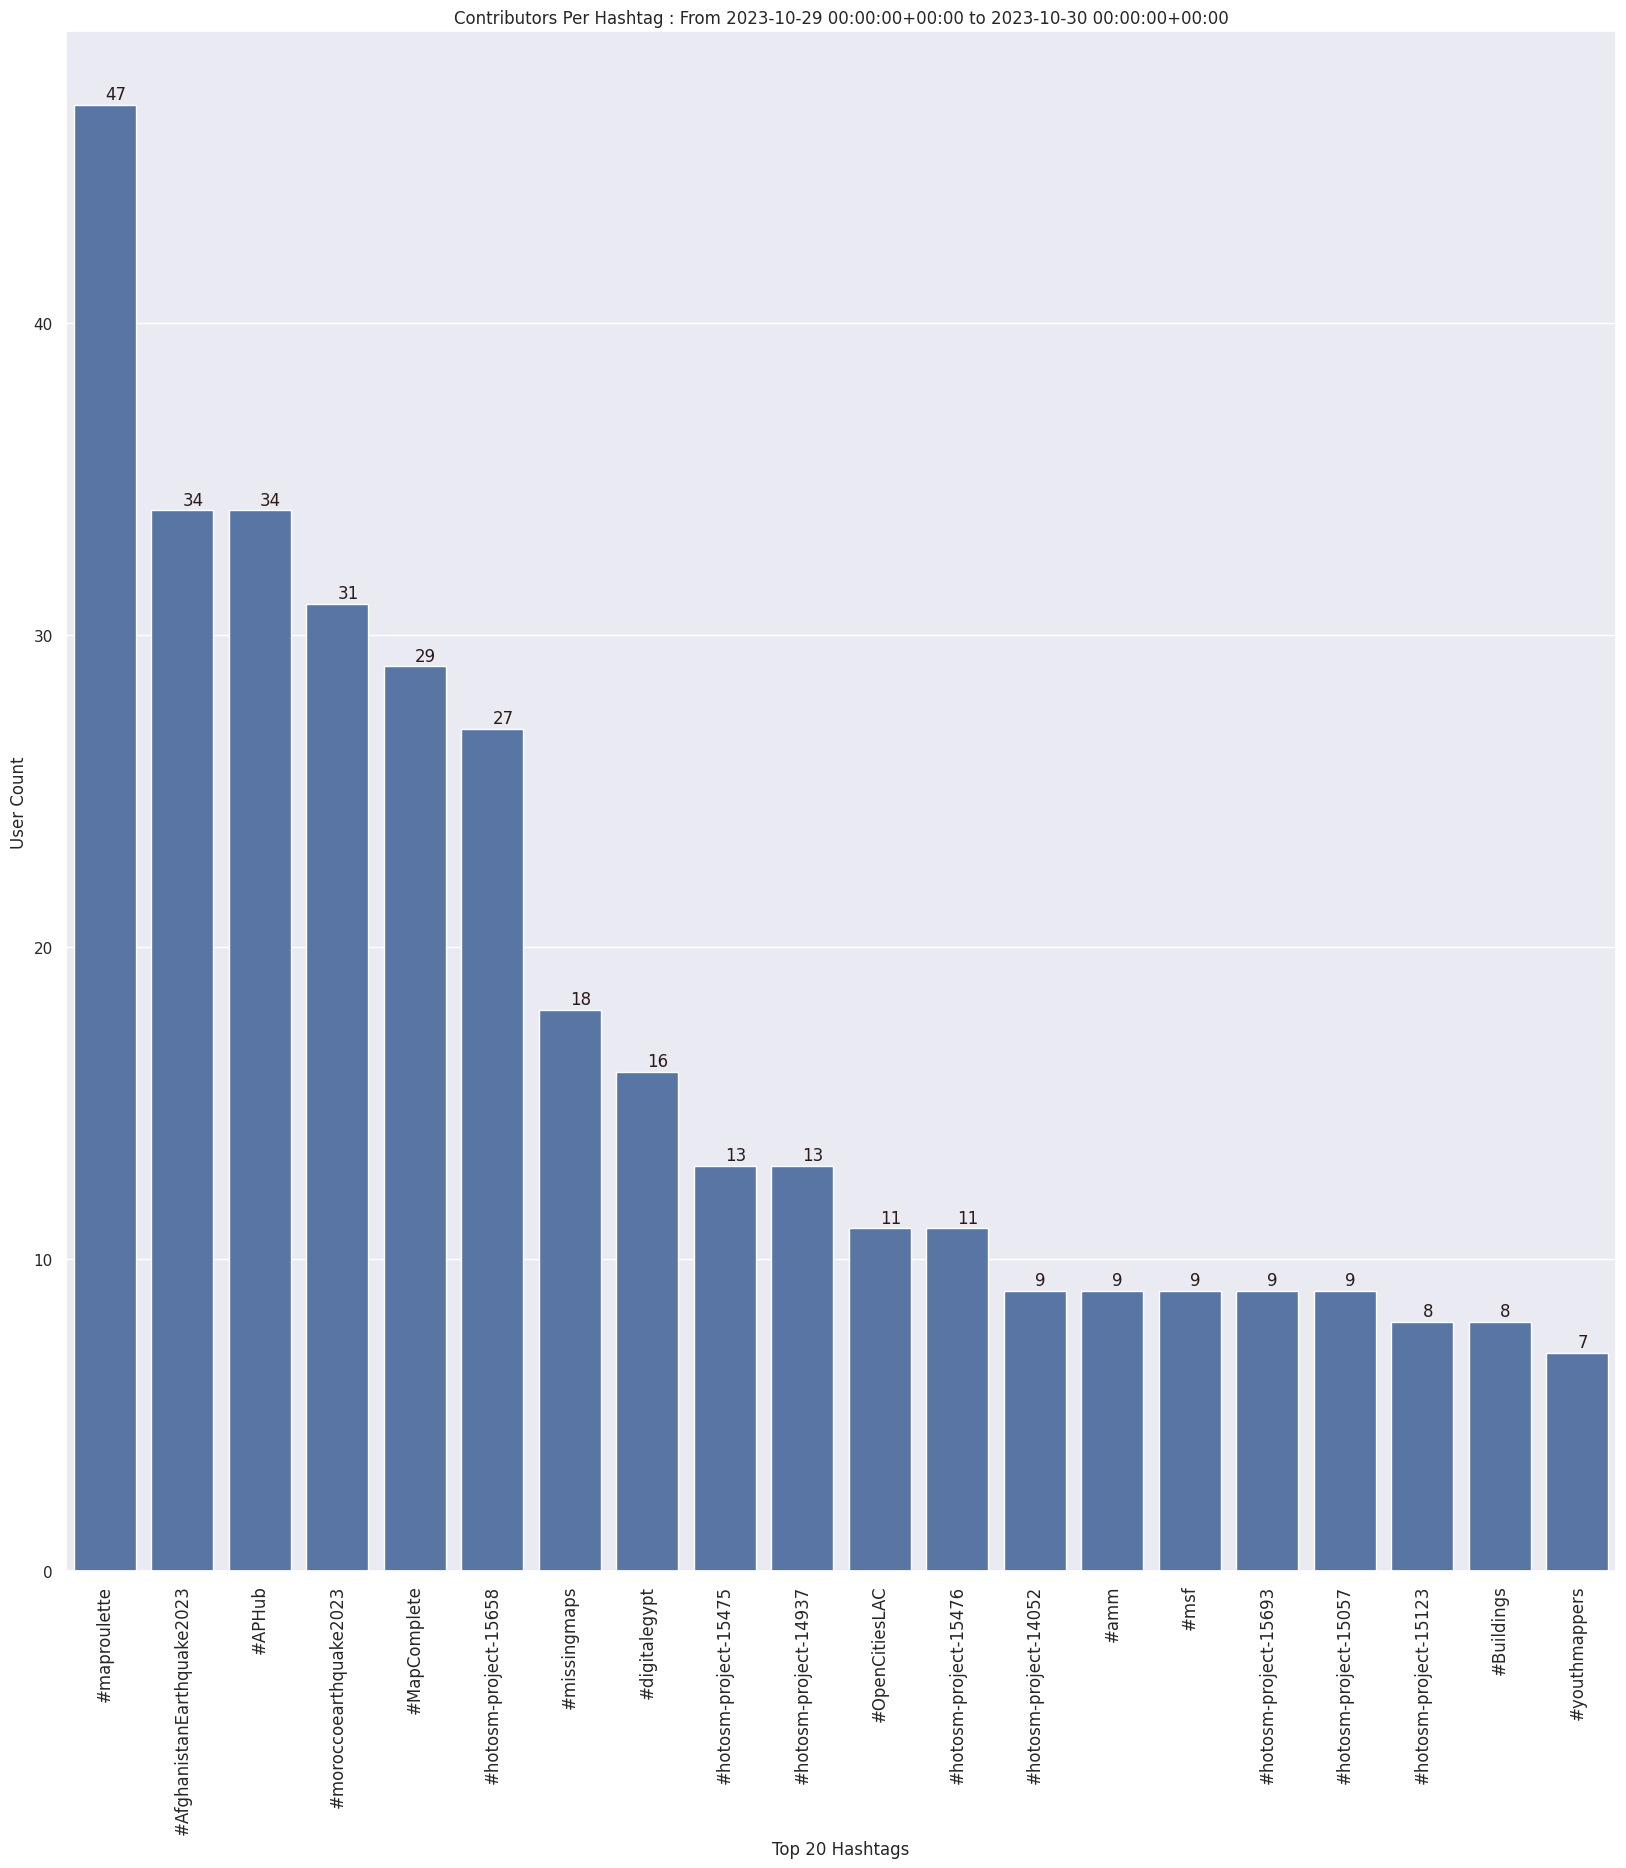 Contributors Per Hashtag : From 2023-10-29 00:00:00+00:00 to 2023-10-30 00:00:00+00:00
47
34
34
31
29
27
18
16
13
13
11
11
9
9
9
9
9
8
8
7
User Count
40
30
20
10
0
#maproulette
#AfghanistanEarthquake2023
#APHub
#moroccoearthquake2023
#MapComplete
#hotosm-project-15658
#missingmaps
#digitalegypt
#hotosm-project-15475
#hotosm-project-14937
#OpenCitiesLAC
#hotosm-project-15476
#hotosm-project-14052
#amm
#msf
#hotosm-project-15693
#hotosm-project-15057
#hotosm-project-15123
#Buildings
#youthmappers
Top 20 Hashtags